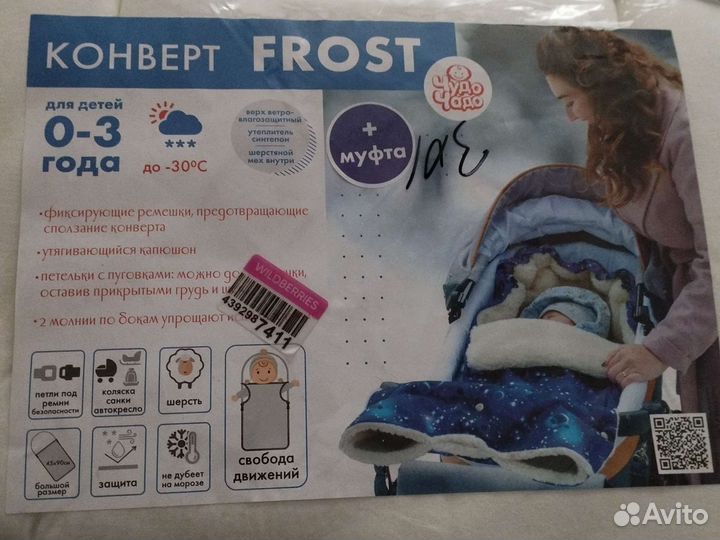 КОНВЕРТ FROST
ЧУДО
ЧАДО
для детей
0-3
года
до -30°С
верх ветро-
влагозащитный
утеплитель
синтепон
шерстяной
мех внутри
+
муфта
•фиксирующие ремешки, предотвращающие
сползание конверта
•утягивающийся капюшон
•петельки с пуговками: можно до
оставив прикрытыми грудь и
•2 молнии по бокам упрощают
WILDBERRIES
4392987411
петли под
ремни
безопасности
коляска
санки
автокресло
шерсть
45х90см
большой
размер
защита
не дубеет
на морозе
свобода
движений
Avito